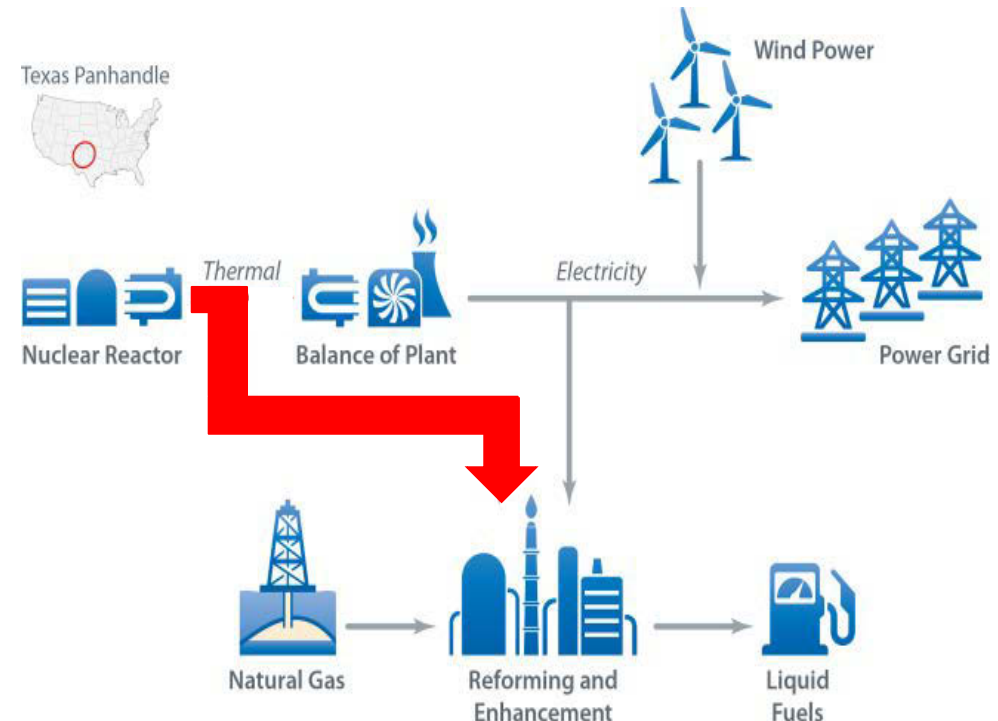 Wind Power
Texas Panhandle
Thermal
Electricity
Nuclear Reactor
Balance of Plant
Power Grid
Natural Gas
Reforming and
Enhancement
Liquid
Fuels